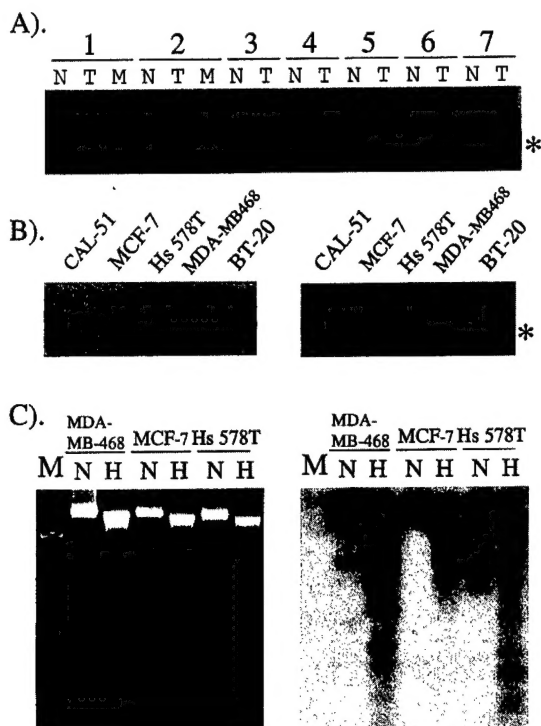 A).
1 2 3 4 5 6 7
N T M N T M N T N T N T N T N T
*
B).
CAL-51 MCF-7 Hs 578T MDA-MB468 BT-20 CAL-51 MCF-7 Hs 578T MDA-MB468 BT-20
*
C).
MDA- MDA-
MB-468 MCF-7 Hs 578T MB-468 MCF-7 Hs 578T
M N H N H N H M N H N H N H